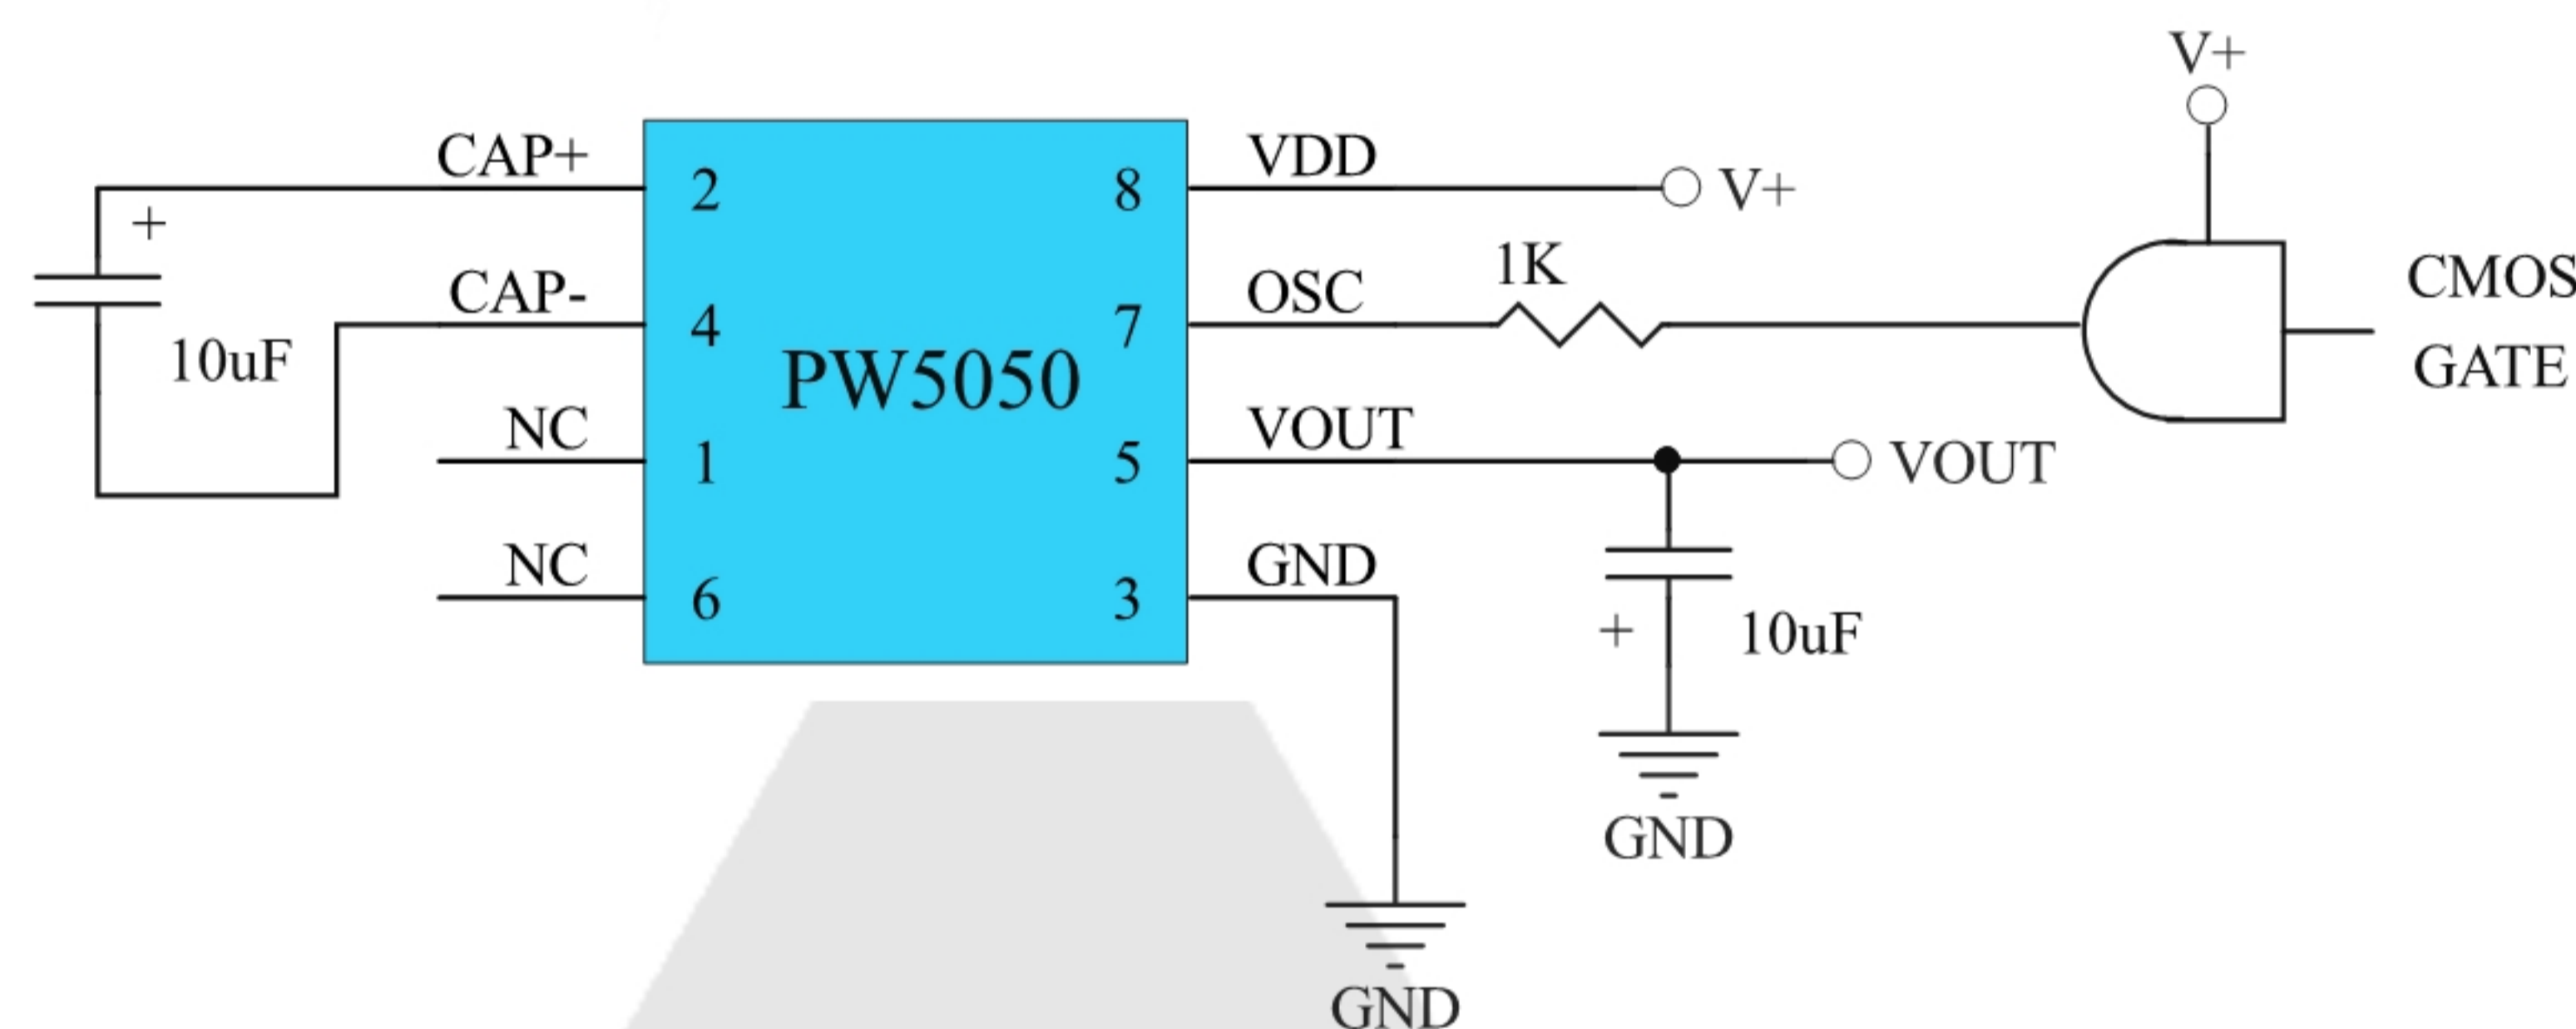 V+
CAP+
2
8
VDD
V+
+
CAP-
4
7
OSC
1K
CMOS
10uF
PW5050
GATE
NC
1
5
VOUT
VOUT
NC
6
3
GND
+
10uF
GND
GND